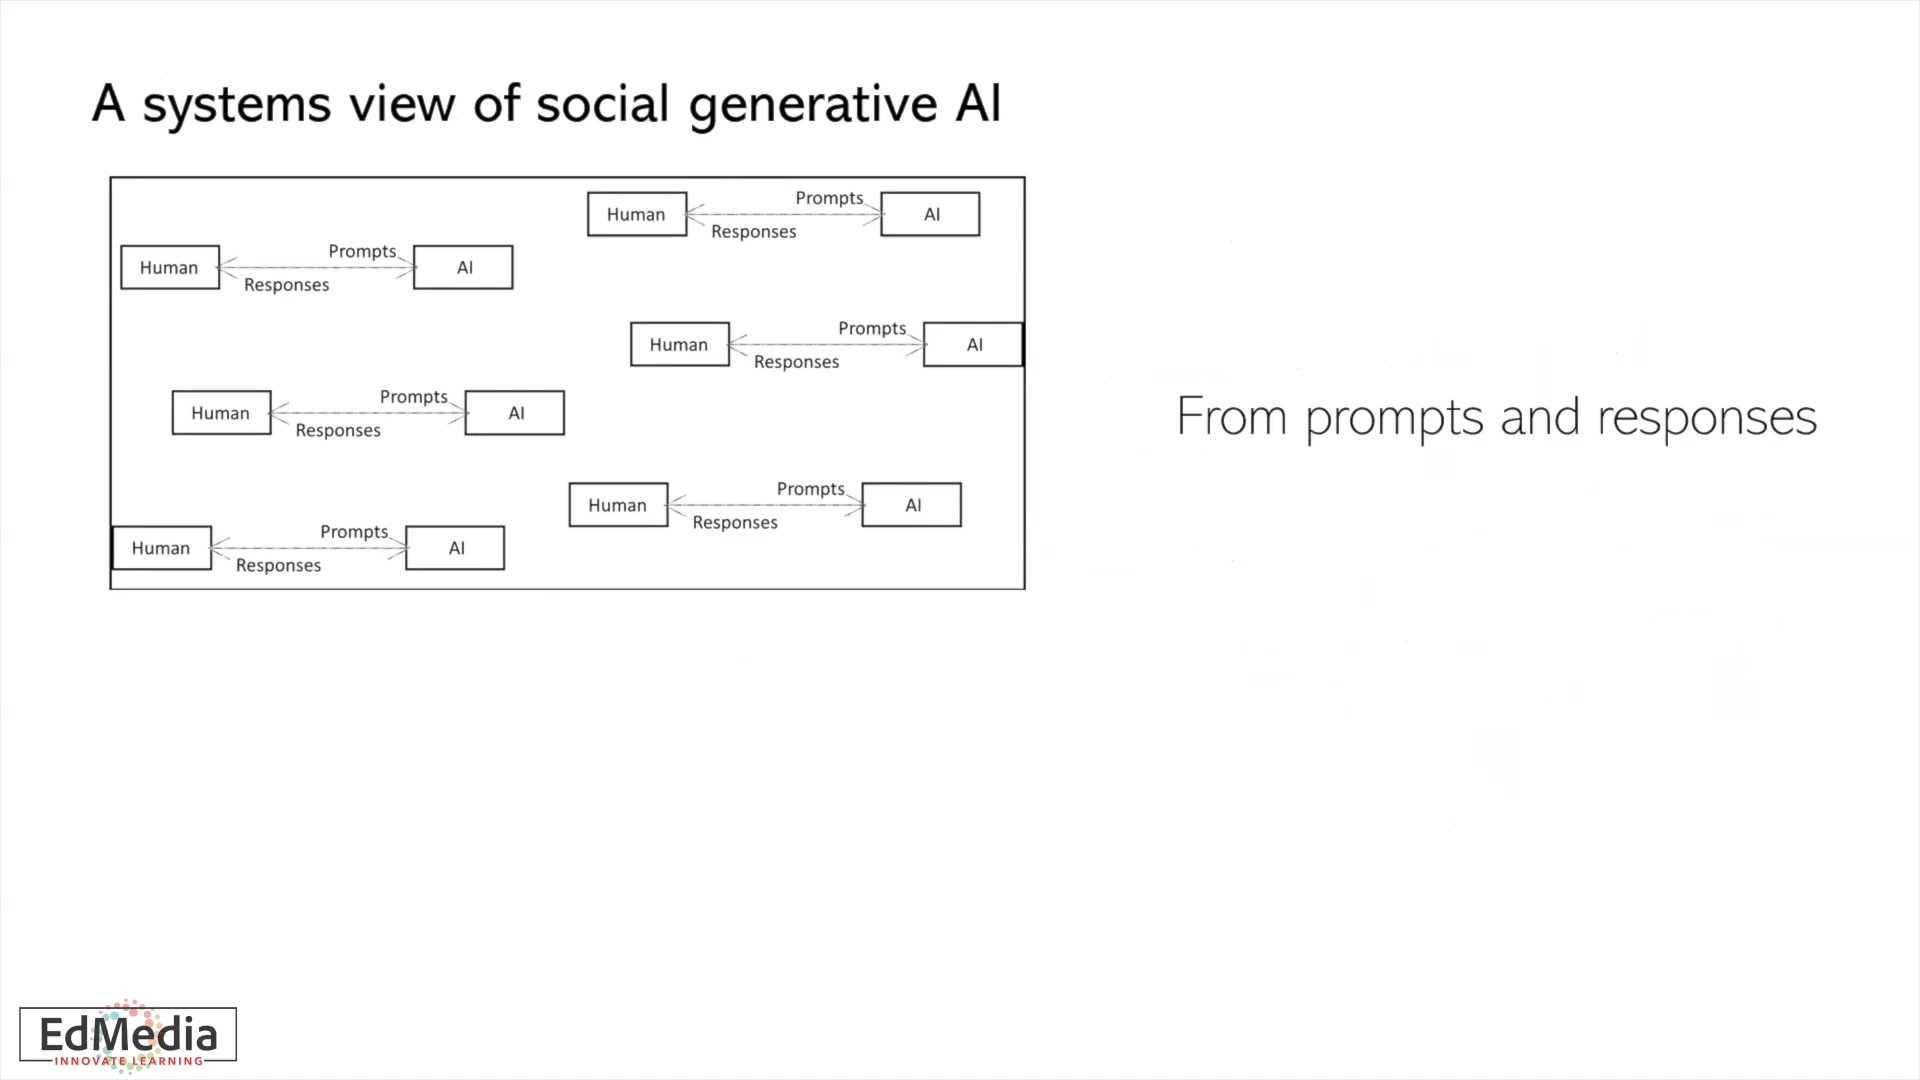 A systems view of social generative AI
Human Prompts AI
Responses
Human Prompts AI
Responses
Human Prompts AI
Responses
Human Prompts AI
Responses
Human Prompts AI
Responses
Human Prompts AI
Responses
From prompts and responses
EdMedia
INNOVATE LEARNING